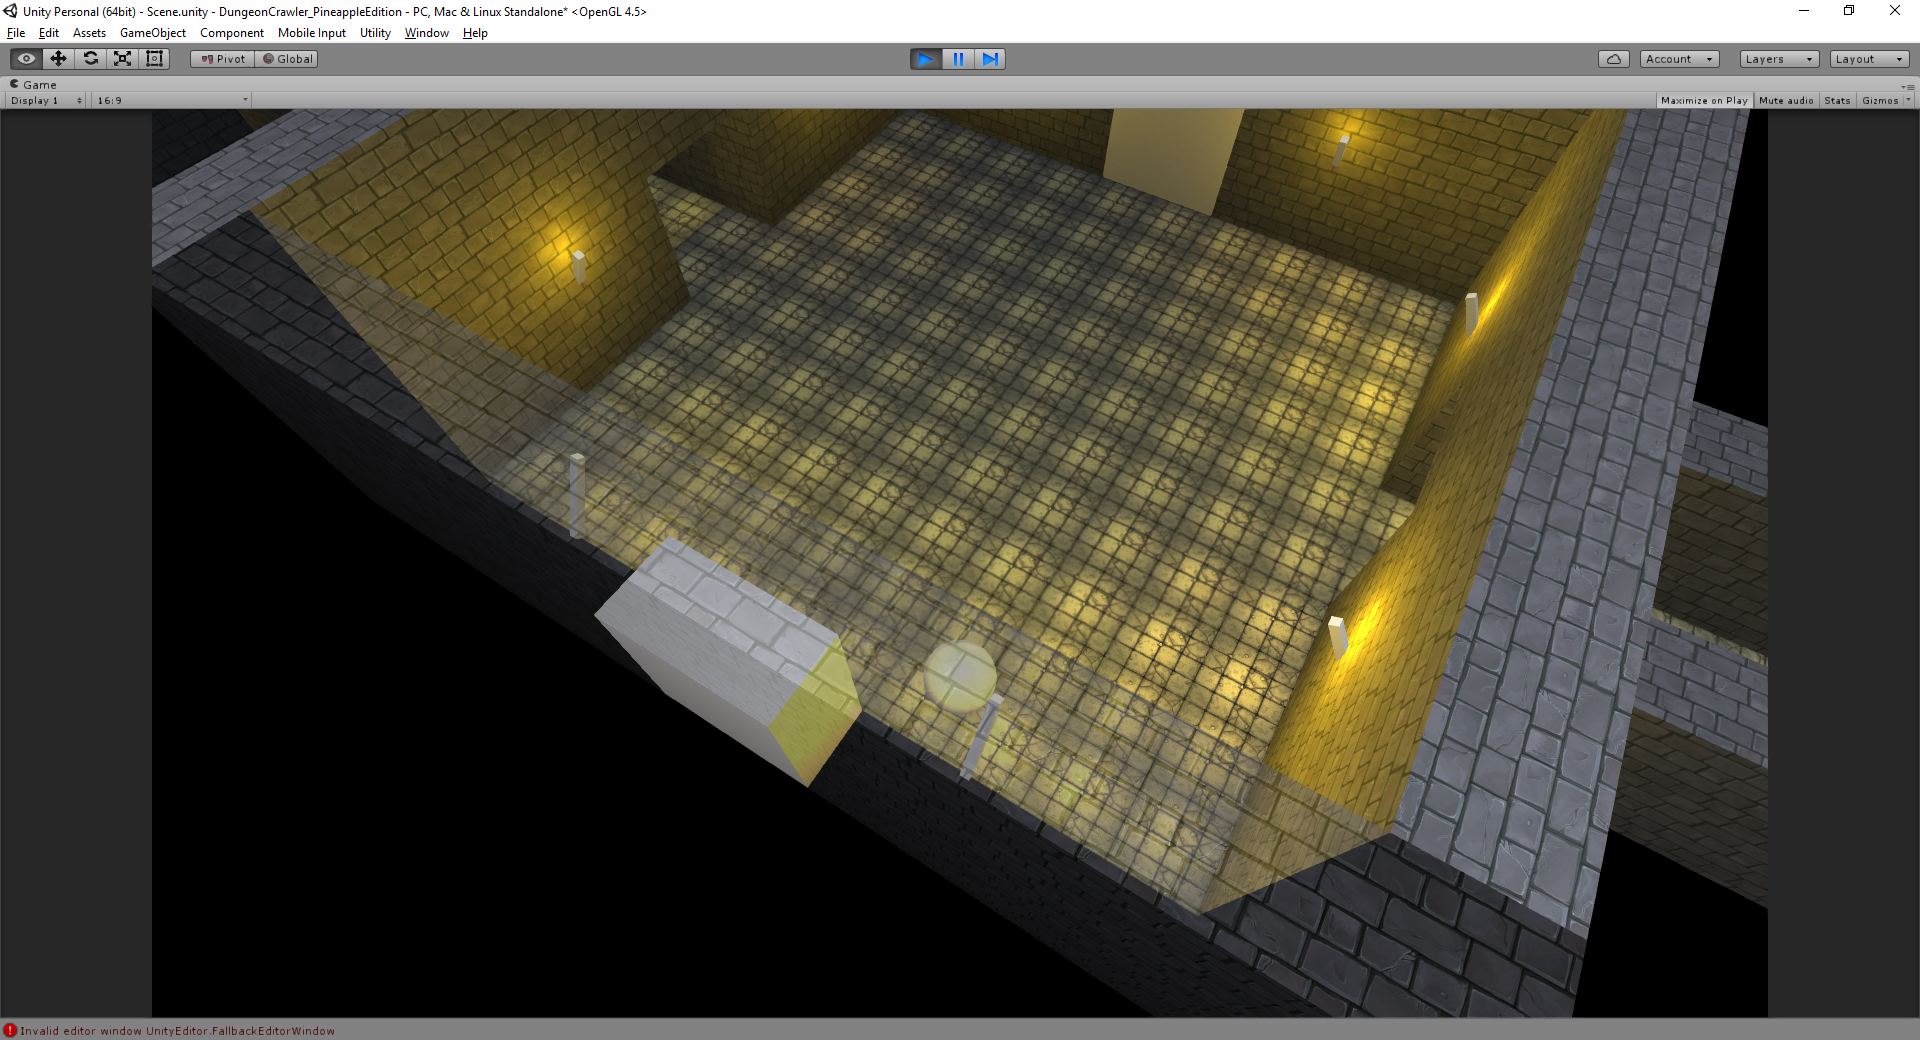 Unity Personal (64bit) - Scene.unity - DungeonCrawler_PineappleEdition - PC, Mac & Linux Standalone* <OpenGL 4.5>
File Edit Assets GameObject Component Mobile Input Utility Window Help
Pivot Global Account Layers Layout
Game
Display 1 16:9 Maximize on Play Mute audio Stats Gizmos
Invalid editor window UnityEditor.FallbackEditorWindow